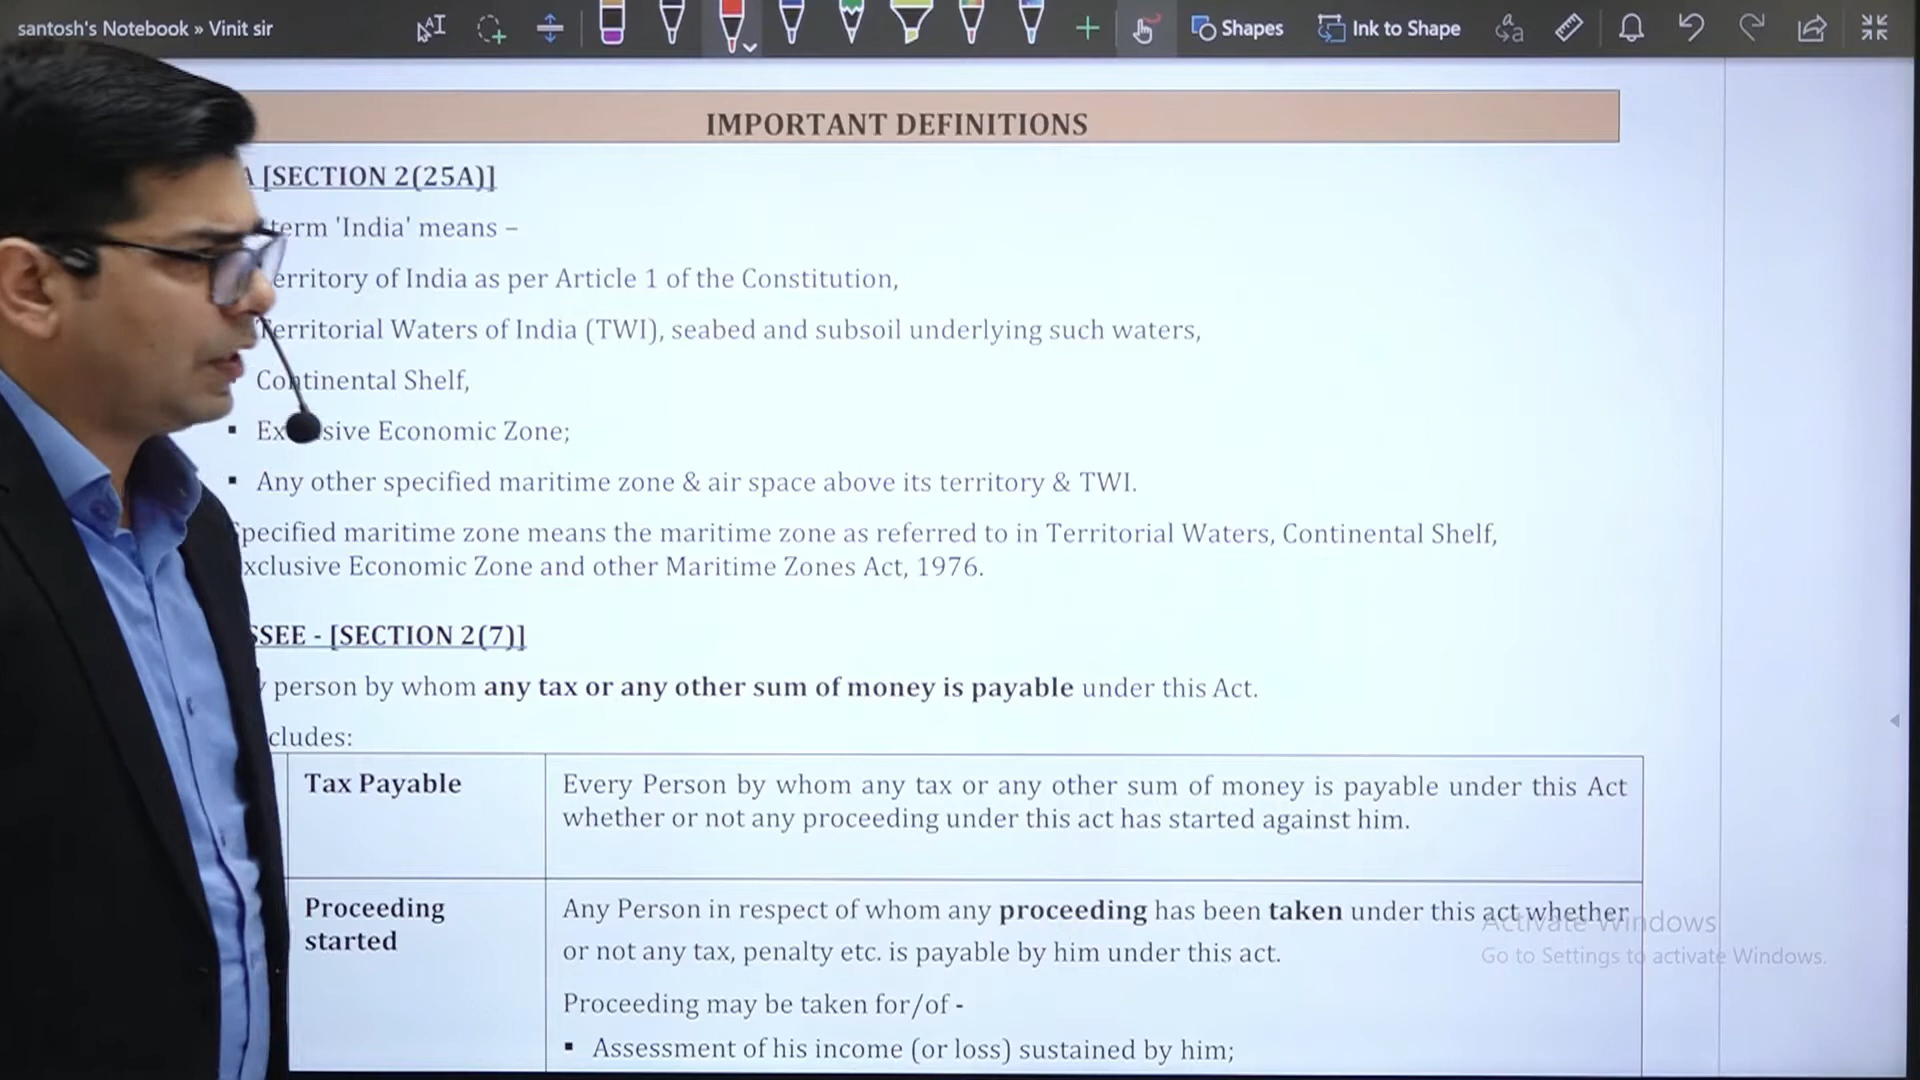 santosh's Notebook » Vinit sir
Shapes
Ink to Shape
IMPORTANT DEFINITIONS
[SECTION 2(25A)]
term 'India' means –
erritory of India as per Article 1 of the Constitution,
Territorial Waters of India (TWI), seabed and subsoil underlying such waters,
Continental Shelf,
▪ Exclusive Economic Zone;
▪ Any other specified maritime zone & air space above its territory & TWI.
pecified maritime zone means the maritime zone as referred to in Territorial Waters, Continental Shelf,
xclusive Economic Zone and other Maritime Zones Act, 1976.
SSEE - [SECTION 2(7)]
person by whom any tax or any other sum of money is payable under this Act.
cludes:
Tax Payable
Every Person by whom any tax or any other sum of money is payable under this Act
whether or not any proceeding under this act has started against him.
Proceeding
started
Any Person in respect of whom any proceeding has been taken under this act whether
or not any tax, penalty etc. is payable by him under this act.
Proceeding may be taken for/of -
▪ Assessment of his income (or loss) sustained by him;
Activate Windows
Go to Settings to activate Windows.